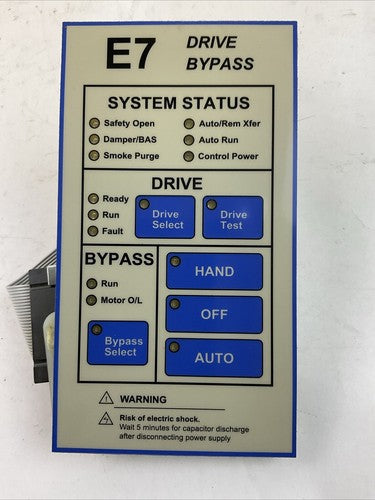 E7 DRIVE
BYPASS
SYSTEM STATUS
Safety Open Auto/Rem Xfer
Damper/BAS Auto Run
Smoke Purge Control Power
DRIVE
Ready
Run
Fault
Drive
Select
Drive
Test
BYPASS
Run
Motor O/L
Bypass
Select
HAND
OFF
AUTO
WARNING
Risk of electric shock.
Wait 5 minutes for capacitor discharge
after disconnecting power supply